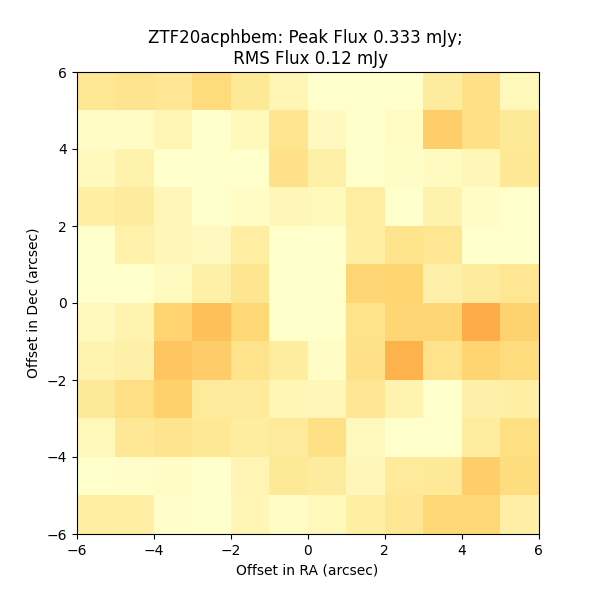 ZTF20acphbem: Peak Flux 0.333 mJy;
RMS Flux 0.12 mJy
6
4
2
0
−2
−4
−6
Offset in Dec (arcsec)
−6 −4 −2 0 2 4 6
Offset in RA (arcsec)